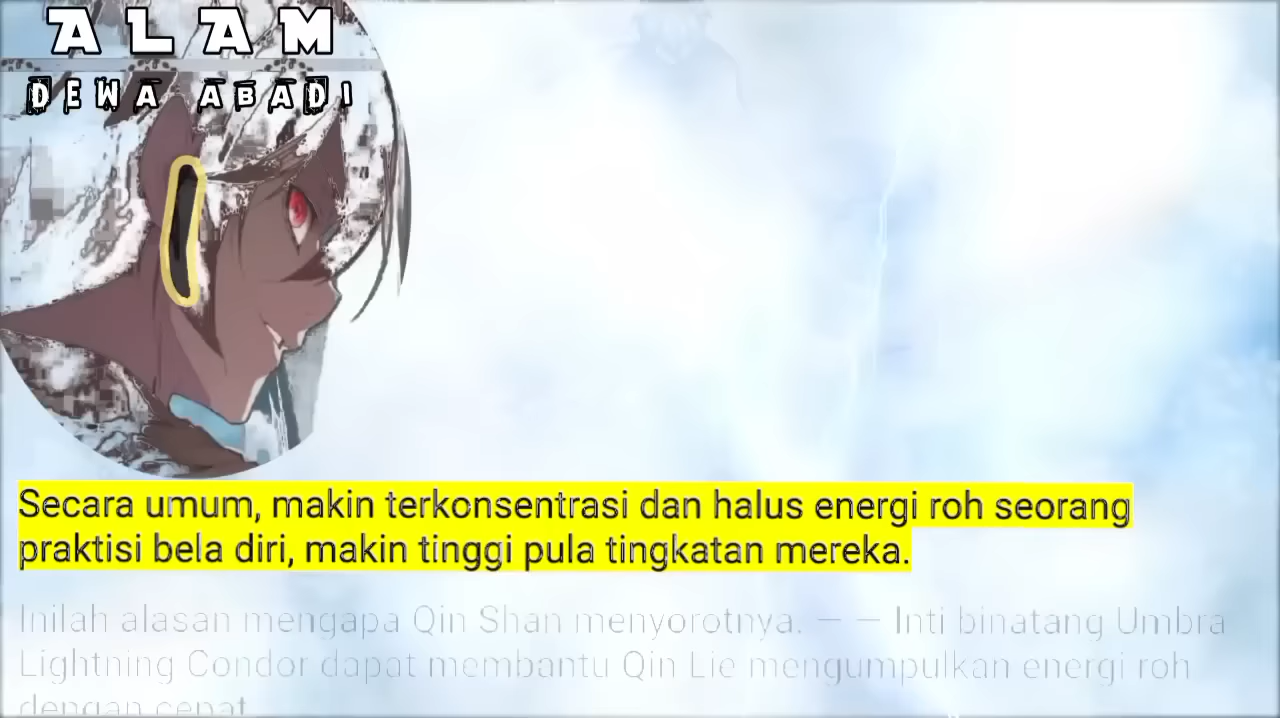 ALAM
DEWA ABADI
Secara umum, makin terkonsentrasi dan halus energi roh seorang
praktisi bela diri, makin tinggi pula tingkatan mereka.
Inilah alasan mengapa Qin Shan menyorotnya. — — Inti binatang Umbra
Lightning Condor dapat membantu Qin Lie mengumpulkan energi roh
dengan cepat